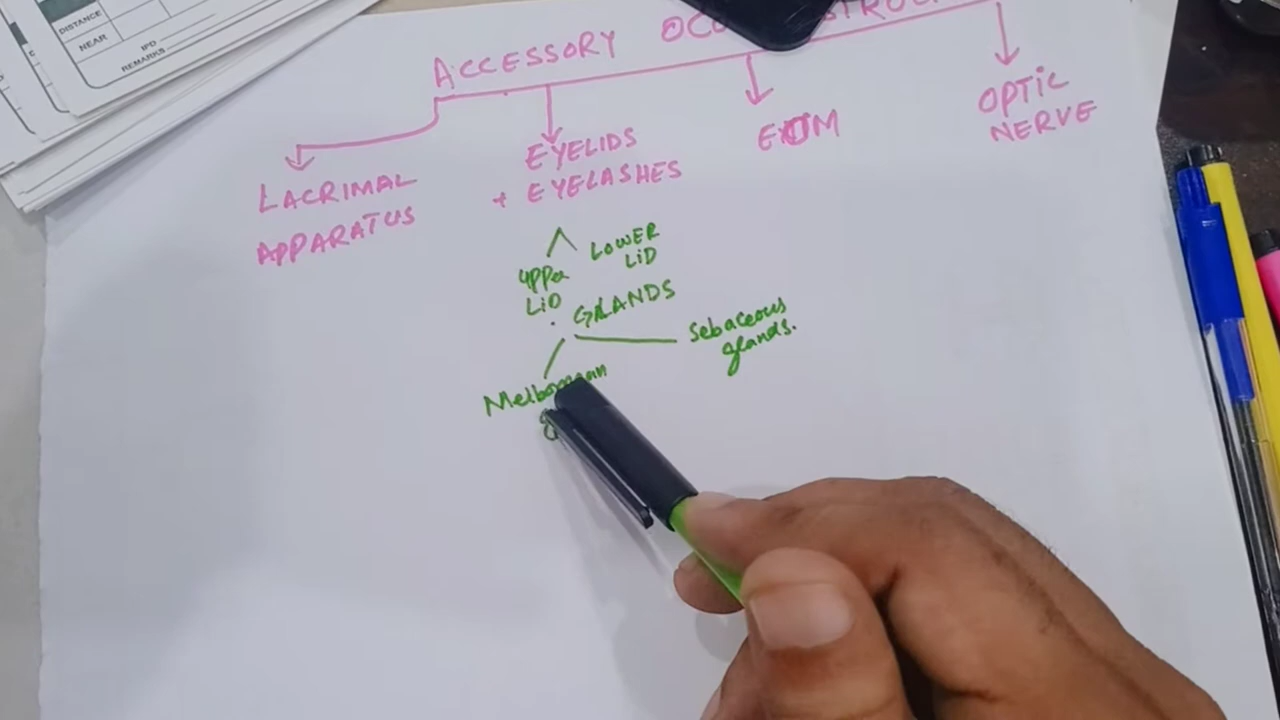 DISTANCE
NEAR
IPD
REMARKS
ACCESSORY
LACRIMAL
APPARATUS
EYELIDS
+ EYELASHES
EOM
OPTIC
NERVE
Upper
LID
LOWER
LID
GLANDS
Sebaceous
glands.